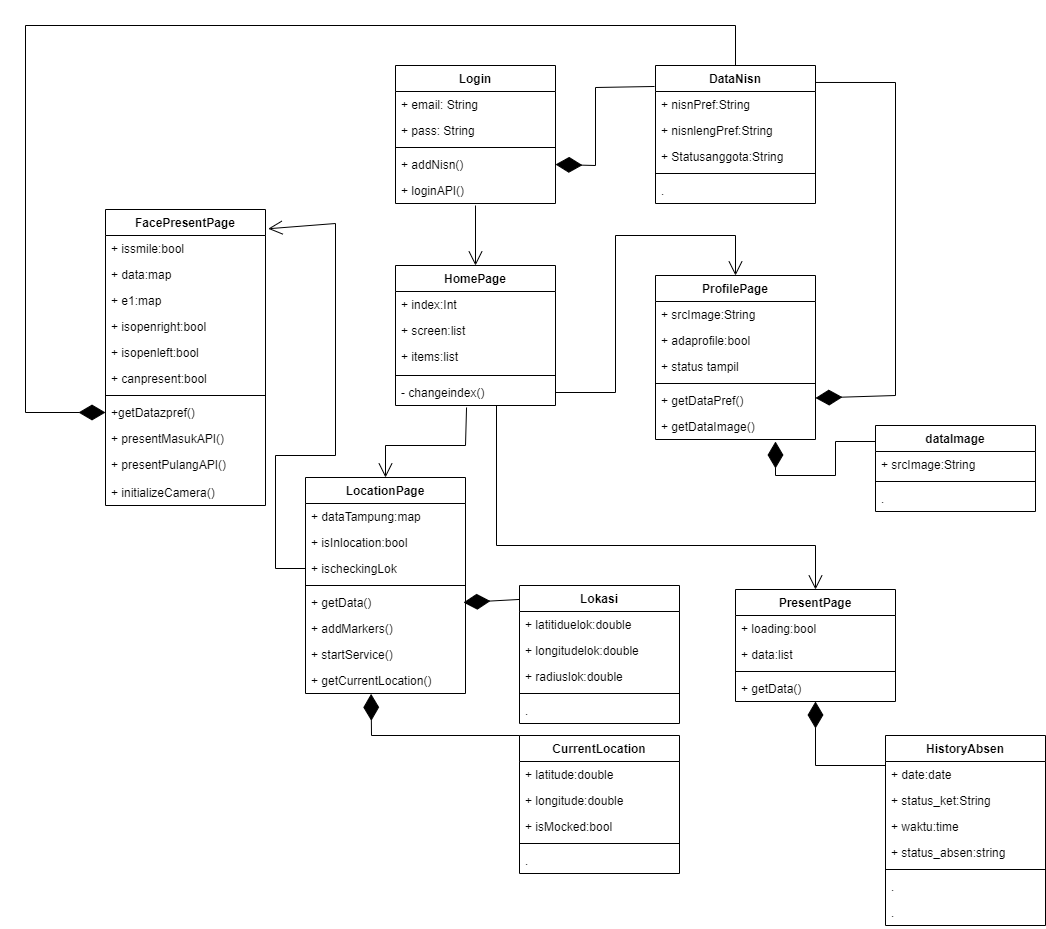 Login
+ email: String
+ pass: String
+ addNisn()
+ loginAPI()
DataNisn
+ nisnPref:String
+ nisnlengPref:String
+ Statusanggota:String
.
FacePresentPage
+ issmile:bool
+ data:map
+ e1:map
+ isopenright:bool
+ isopenleft:bool
+ canpresent:bool
+getDatazpref()
+ presentMasukAPI()
+ presentPulangAPI()
+ initializeCamera()
HomePage
+ index:Int
+ screen:list
+ items:list
- changeindex()
ProfilePage
+ srcImage:String
+ adaprofile:bool
+ status tampil
+ getDataPref()
+ getDataImage()
dataImage
+ srcImage:String
.
LocationPage
+ dataTampung:map
+ isInlocation:bool
+ ischeckingLok
+ getData()
+ addMarkers()
+ startService()
+ getCurrentLocation()
Lokasi
+ latitiduelok:double
+ longitudelok:double
+ radiuslok:double
.
PresentPage
+ loading:bool
+ data:list
+ getData()
CurrentLocation
+ latitude:double
+ longitude:double
+ isMocked:bool
.
HistoryAbsen
+ date:date
+ status_ket:String
+ waktu:time
+ status_absen:string
.
.